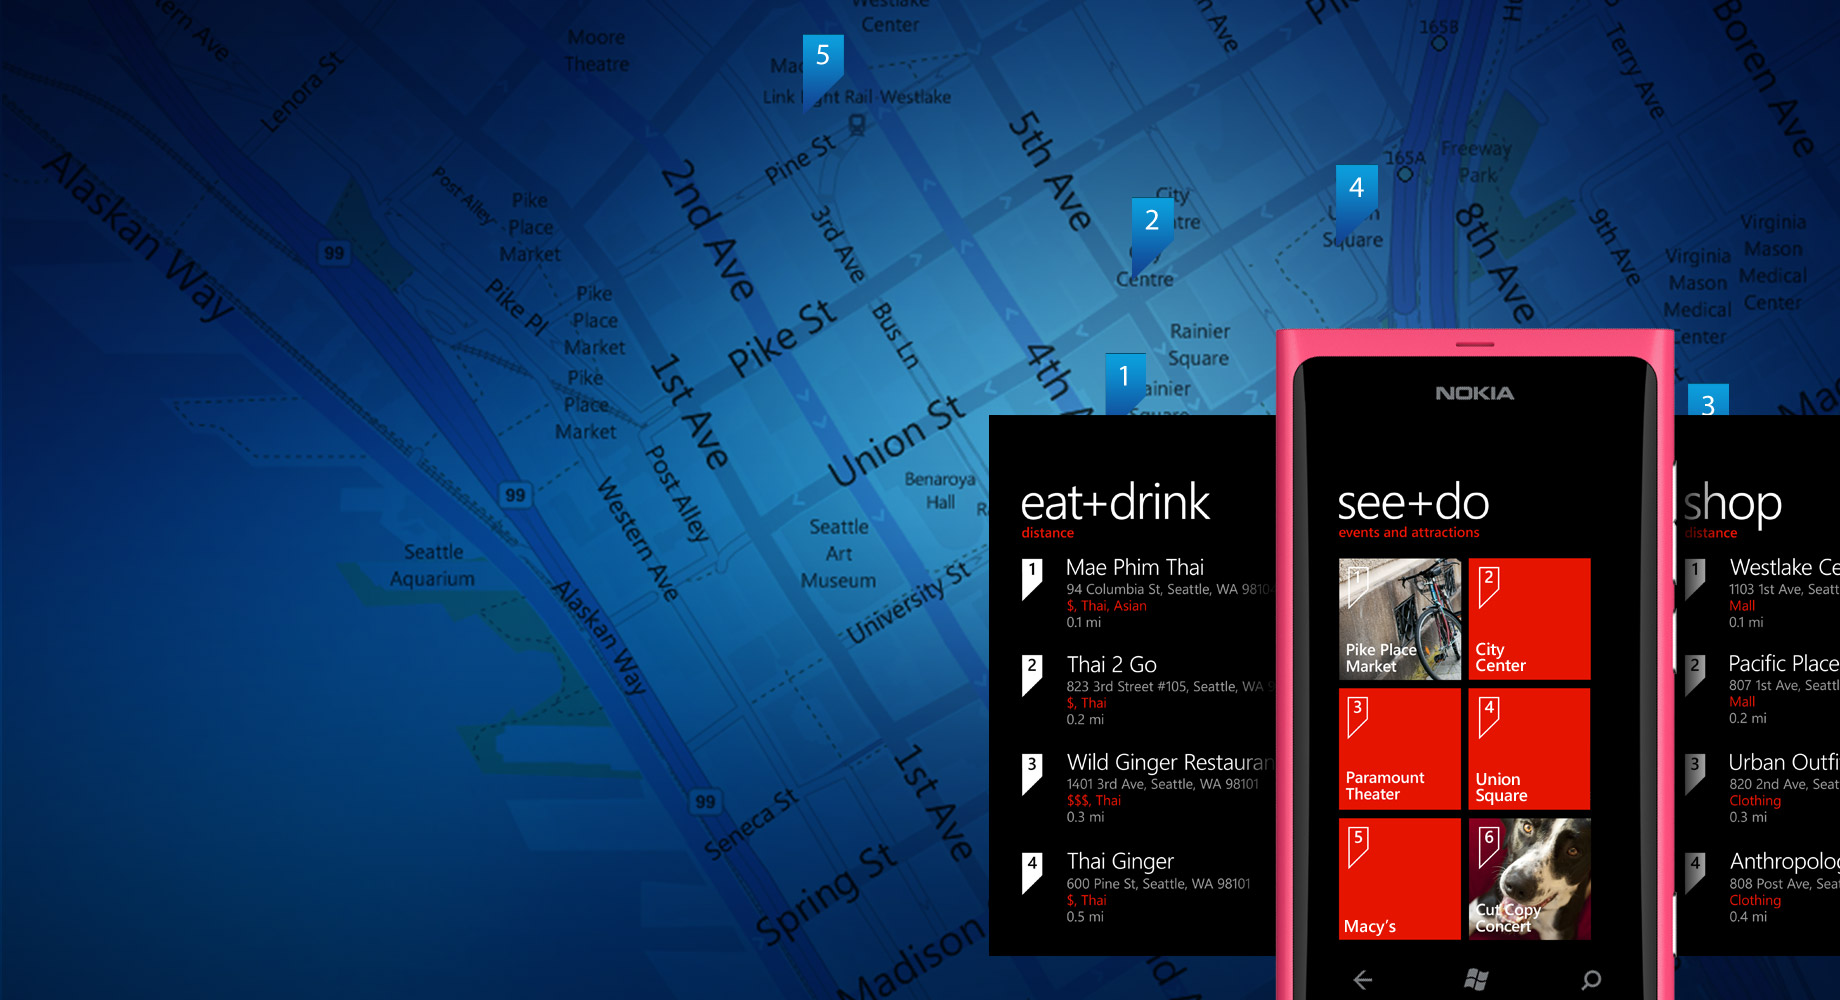 Lenora St
Alaskan Way
99
Post Alley
Pike
Place
Market
Pike Pl
Pike
Place
Market
Pike
Place
Market
Moore
Theatre
Westlake
Center
5
Link Light Rail-Westlake
Pine St
2nd Ave
3rd Ave
Bus Ln
Pike St
1st Ave
Union St
Post Alley
Western Ave
99
Seattle
Aquarium
Alaskan Way
Seattle
Art
Museum
Benaroya
Hall
University St
99
Seneca St
Spring St
1st Ave
Madison
5th Ave
4th A
City
Centre
2
City
Centre
Rainier
Square
1
Rainier
Square
165B
165A
Freeway
Park
4
Union
Square
8th Ave
9th Ave
Terry Ave
Boren Ave
Virginia
Mason
Medical
Center
Virginia
Mason
Medical
Center
3
eat+drink
distance
1
Mae Phim Thai
94 Columbia St, Seattle, WA 9810
$, Thai, Asian
0.1 mi
2
Thai 2 Go
823 3rd Street #105, Seattle, WA 9
$, Thai
0.2 mi
3
Wild Ginger Restauran
1401 3rd Ave, Seattle, WA 98101
$$$, Thai
0.3 mi
4
Thai Ginger
600 Pine St, Seattle, WA 98101
$, Thai
0.5 mi
NOKIA
see+do
events and attractions
1
Pike Place
Market
2
City
Center
3
Paramount
Theater
4
Union
Square
5
Macy's
6
Cut Copy
Concert
shop
distance
1
Westlake Ce
1103 1st Ave, Seatt
Mall
0.1 mi
2
Pacific Place
807 1st Ave, Seattl
Mall
0.2 mi
3
Urban Outfi
820 2nd Ave, Seat
Clothing
0.3 mi
4
Anthropolog
808 Post Ave, Sea
Clothing
0.4 mi